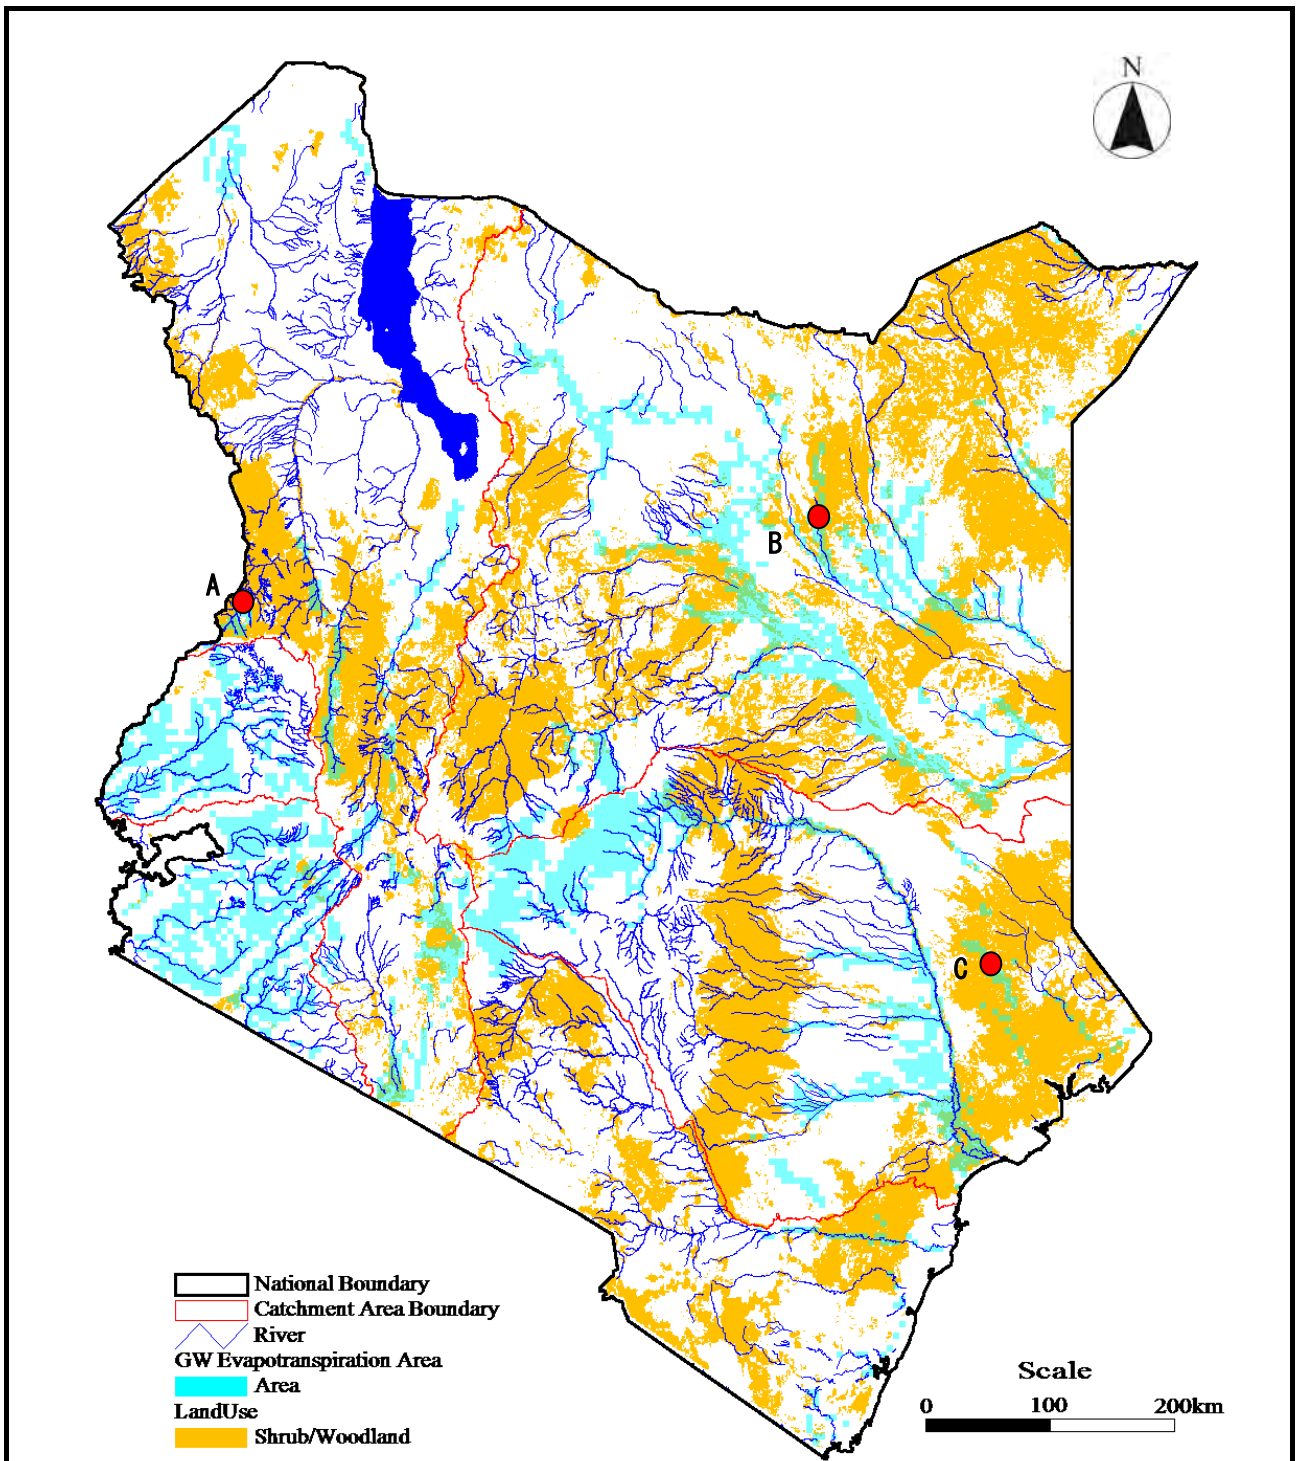 N
A
B
C
National Boundary
Catchment Area Boundary
River
GW Evapotranspiration Area
Area
LandUse
Shrub/Woodland
Scale
0 100 200km